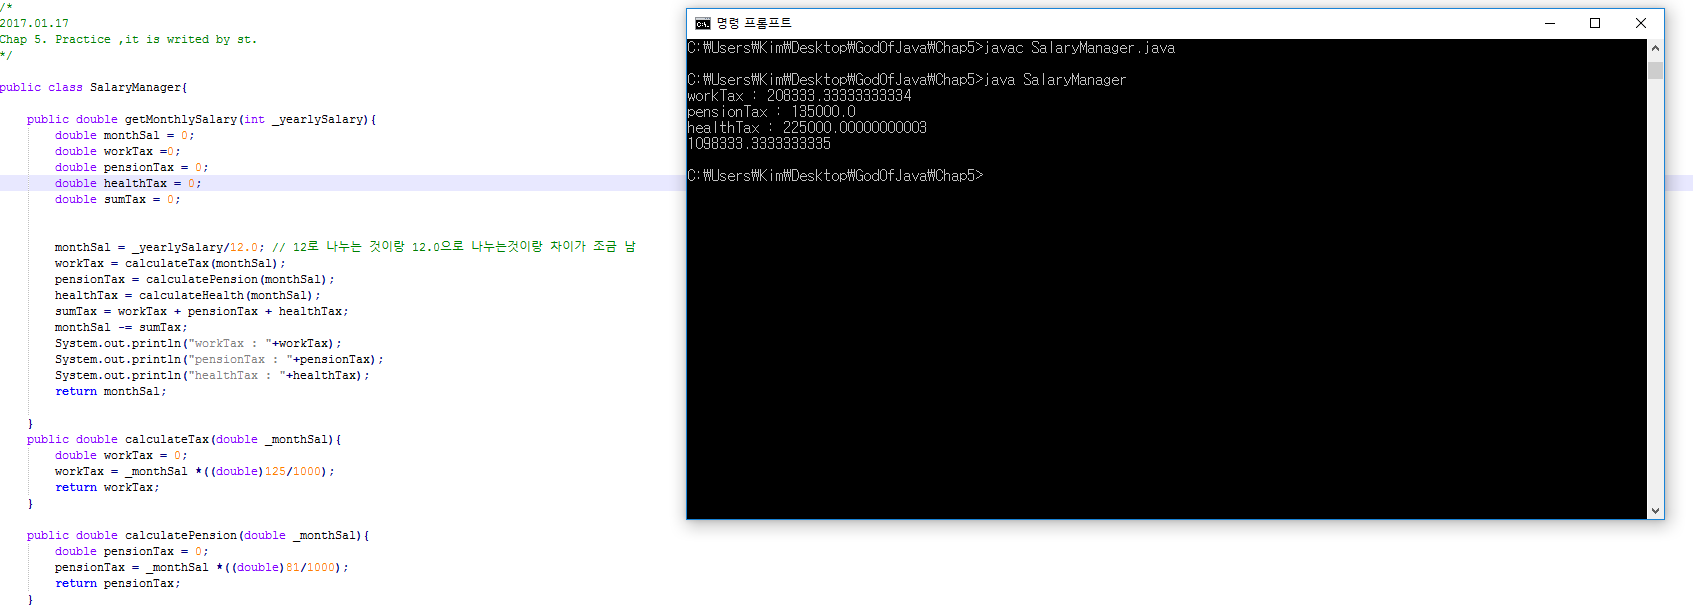 /*
2017.01.17
Chap 5. Practice ,it is writed by st.
*/
public class SalaryManager{
public double getMonthlySalary(int _yearlySalary){
double monthSal = 0;
double workTax =0;
double pensionTax = 0;
double healthTax = 0;
double sumTax = 0;
monthSal = _yearlySalary/12.0; // 12로 나누는 것이랑 12.0으로 나누는것이랑 차이가 조금 남
workTax = calculateTax(monthSal);
pensionTax = calculatePension(monthSal);
healthTax = calculateHealth(monthSal);
sumTax = workTax + pensionTax + healthTax;
monthSal -= sumTax;
System.out.println("workTax : "+workTax);
System.out.println("pensionTax : "+pensionTax);
System.out.println("healthTax : "+healthTax);
return monthSal;
}
public double calculateTax(double _monthSal){
double workTax = 0;
workTax = _monthSal *((double)125/1000);
return workTax;
}
public double calculatePension(double _monthSal){
double pensionTax = 0;
pensionTax = _monthSal *((double)81/1000);
return pensionTax;
}
명령 프롬프트
C:₩Users₩Kim₩Desktop₩GodOfJava₩Chap5>javac SalaryManager.java
C:₩Users₩Kim₩Desktop₩GodOfJava₩Chap5>java SalaryManager
workTax : 208333.33333333334
pensionTax : 135000.0
healthTax : 225000.00000000003
1098333.3333333335
C:₩Users₩Kim₩Desktop₩GodOfJava₩Chap5>